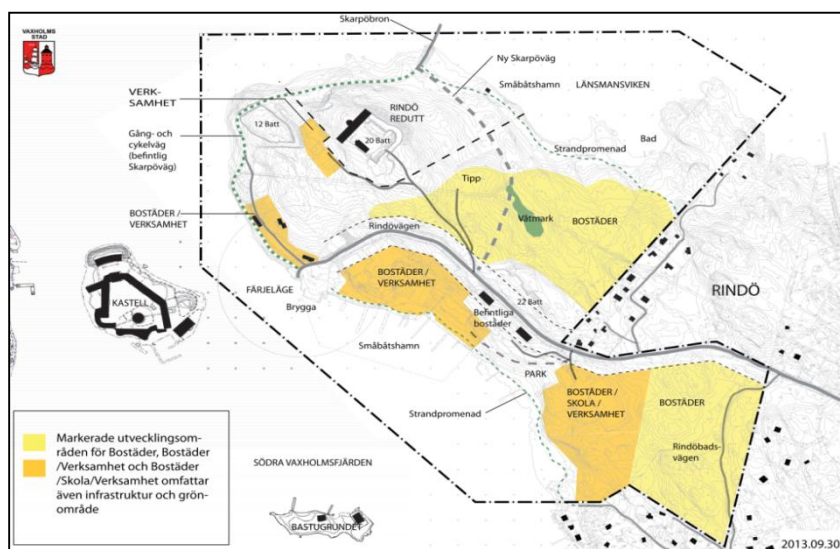 VAXHOLMS
STAD
Skarpöbron
Ny Skarpöväg
Småbåtshamn
LÄNSMANSVIKEN
VERK-
SAMHET
12 Batt
RINDÖ
REDUTT
20 Batt
Gång- och
cykelväg
(befintlig
Skarpöväg)
Bad
Strandpromenad
Tipp
Våtmark
BOSTÄDER
BOSTÄDER /
VERKSAMHET
Rindövägen
BOSTÄDER /
VERKSAMHET
KASTELL
FÄRJELÄGE
Brygga
22 Batt
Befintliga
bostäder
RINDÖ
Småbåtshamn
PARK
Strandpromenad
BOSTÄDER /
SKOLA /
VERKSAMHET
BOSTÄDER
Rindöbads-
vägen
Markerade utvecklingsom-
råden för Bostäder, Bostäder
/Verksamhet och Bostäder
/Skola/Verksamhet omfattar
även infrastruktur och grön-
område
SÖDRA VAXHOLMSFJÄRDEN
BASTUGRUNDET
2013.09.30